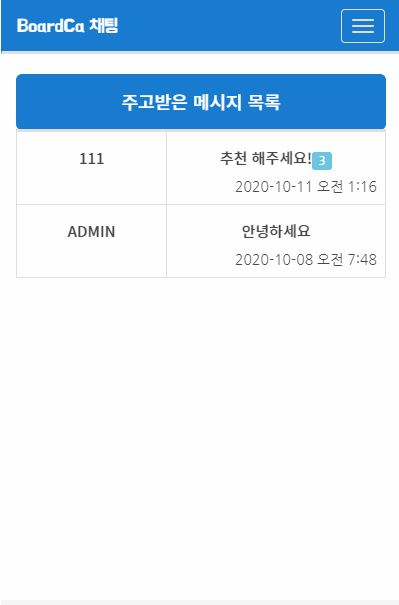 BoardCa 채팅
주고받은 메시지 목록
111
추천 해주세요!3
2020-10-11 오전 1:16
ADMIN
안녕하세요
2020-10-08 오전 7:48